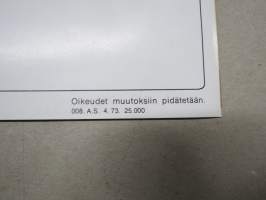 Oikeudet muutoksiin pidätetään.
008 A.S. 4. 73. 25.000